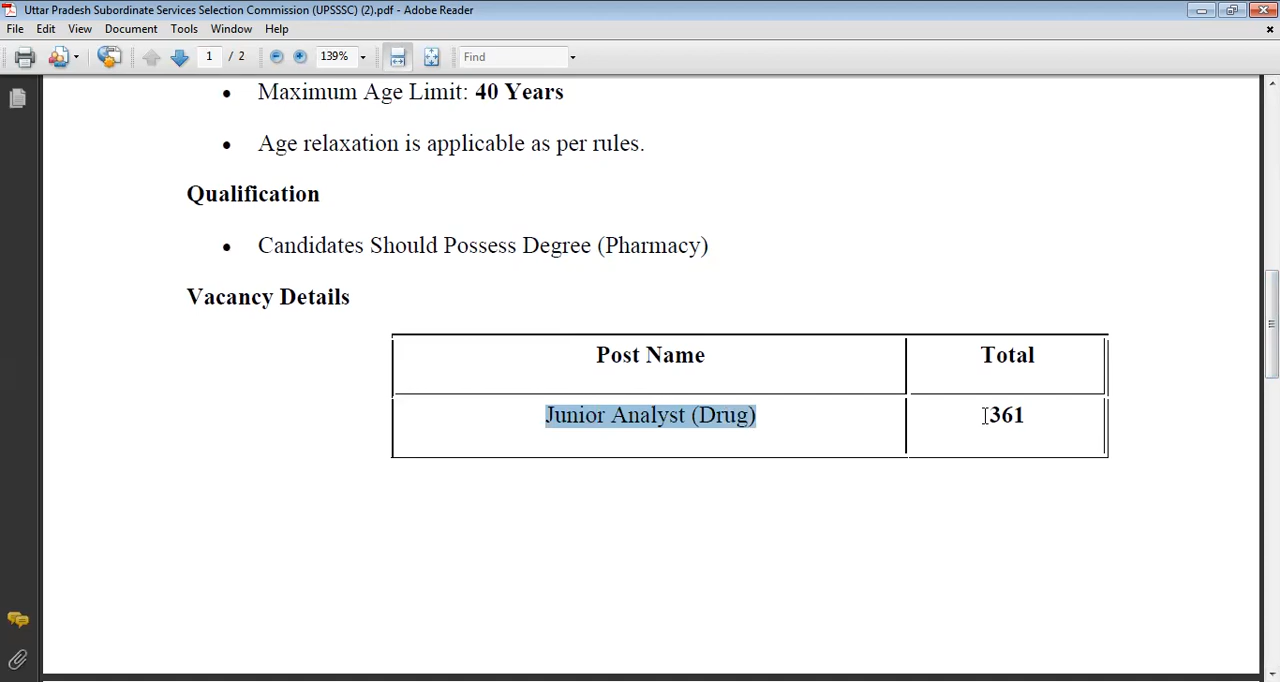 Uttar Pradesh Subordinate Services Selection Commission (UPSSSC) (2).pdf - Adobe Reader
File Edit View Document Tools Window Help
1 / 2 139% Find
• Maximum Age Limit: 40 Years
• Age relaxation is applicable as per rules.
Qualification
• Candidates Should Possess Degree (Pharmacy)
Vacancy Details
Post Name Total
Junior Analyst (Drug) 361